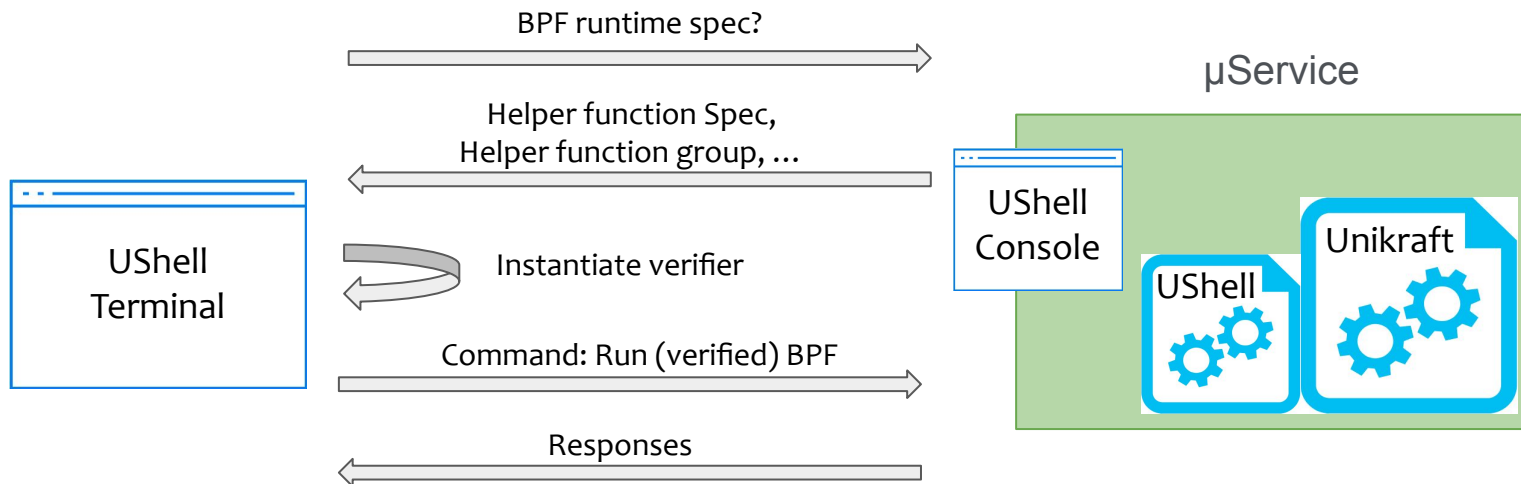 BPF runtime spec?
µService
Helper function Spec,
Helper function group, …
UShell
Terminal
UShell
Console
Unikraft
UShell
Instantiate verifier
Command: Run (verified) BPF
Responses